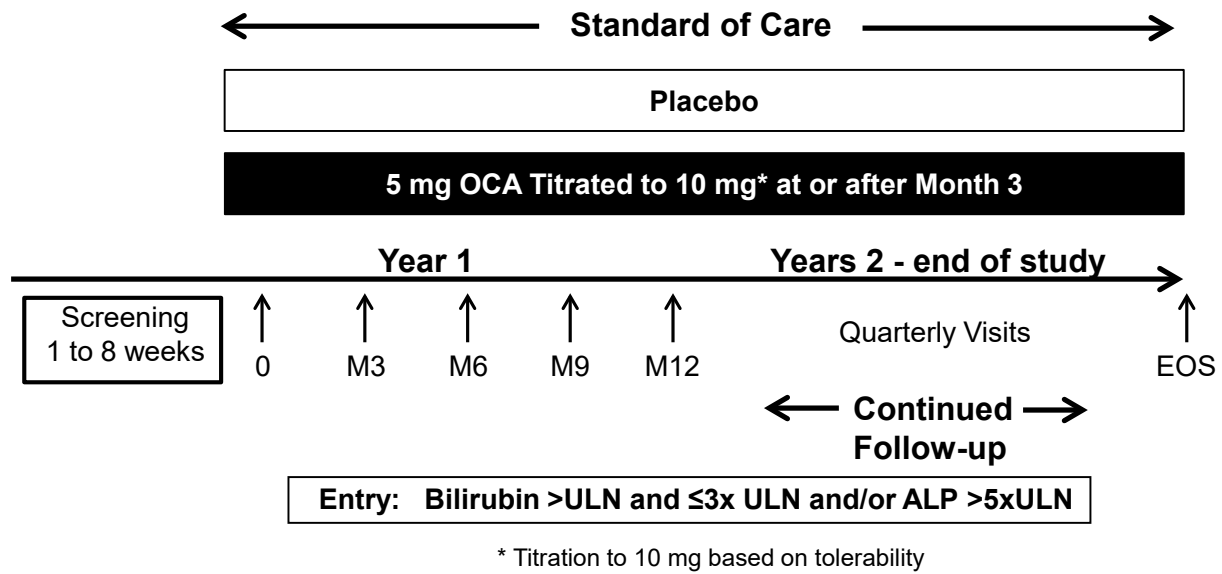 Standard of Care
Placebo
5 mg OCA Titrated to 10 mg* at or after Month 3
Year 1
Years 2 - end of study
Screening
1 to 8 weeks
0
M3
M6
M9
M12
Quarterly Visits
EOS
Continued
Follow-up
Entry: Bilirubin >ULN and ≤3x ULN and/or ALP >5xULN
* Titration to 10 mg based on tolerability